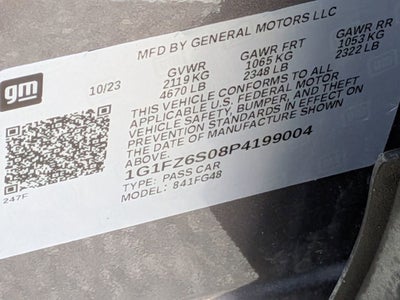 gm
MFD BY GENERAL MOTORS LLC
10/23
GVWR GAWR FRT GAWR RR
2119 KG 1065 KG 1053 KG
4670 LB 2348 LB 2322 LB
THIS VEHICLE CONFORMS TO ALL
APPLICABLE U.S. FEDERAL MOTOR
VEHICLE SAFETY, BUMPER, AND THEFT
PREVENTION STANDARDS IN EFFECT ON
THE DATE OF MANUFACTURE SHOWN
ABOVE.
1G1FZ6S08P4199004
TYPE: PASS CAR
MODEL: 841FG48
247F